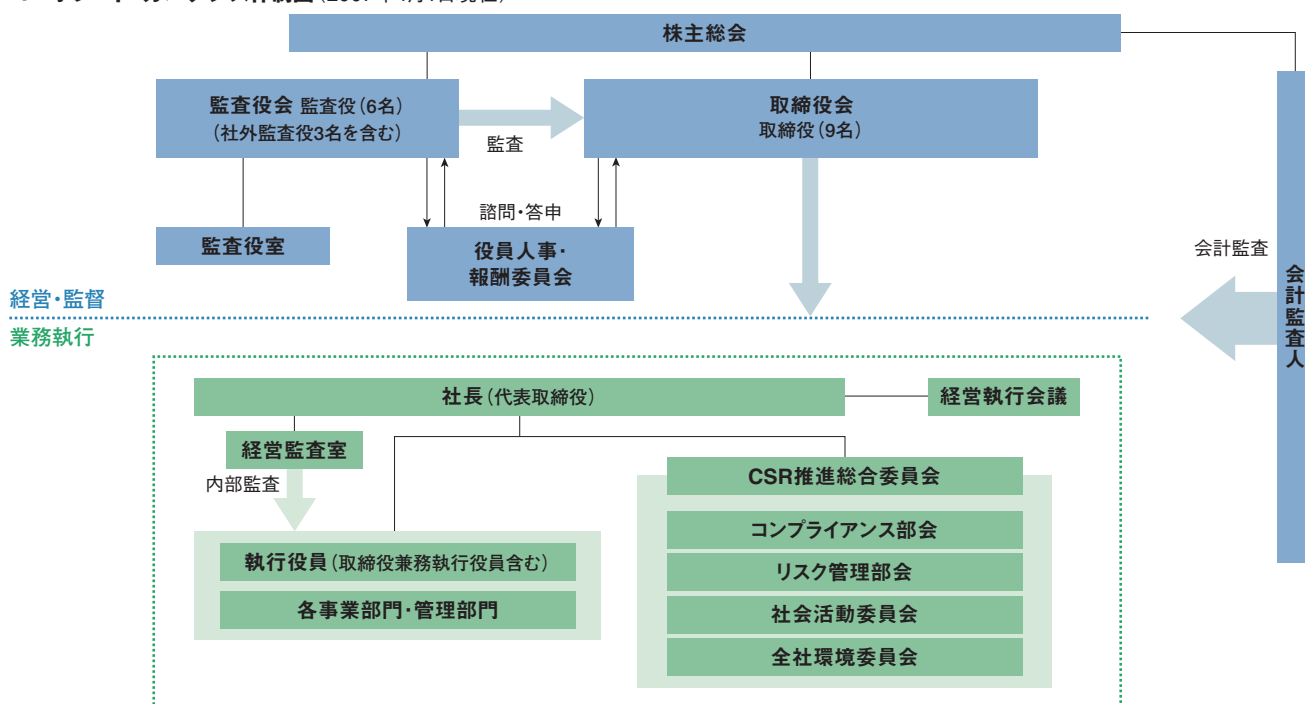 株主総会
監査役会 監査役(6名)
(社外監査役3名を含む)
監査
取締役会
取締役(9名)
諮問・答申
監査役室
役員人事・
報酬委員会
会計監査
会計監査人
経営・監督
業務執行
社長(代表取締役)
経営執行会議
経営監査室
内部監査
CSR推進総合委員会
コンプライアンス部会
リスク管理部会
社会活動委員会
全社環境委員会
執行役員(取締役兼務執行役員含む)
各事業部門・管理部門